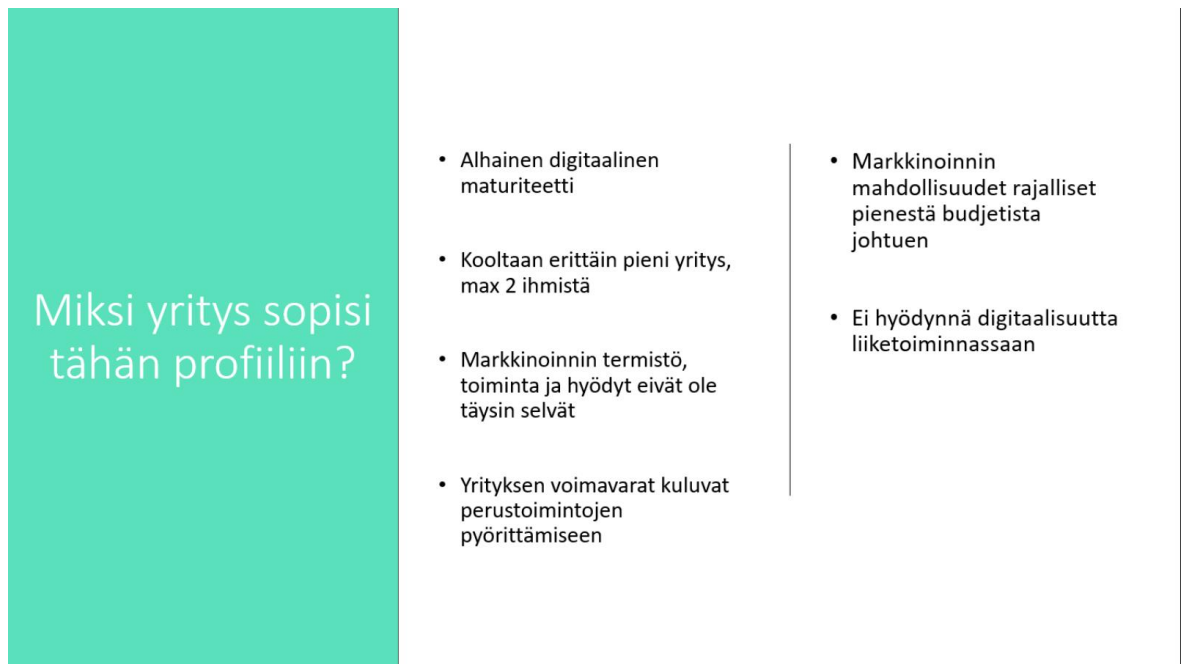 Miksi yritys sopisi
tähän profiiliin?
• Alhainen digitaalinen
maturiteetti
• Kooltaan erittäin pieni yritys,
max 2 ihmistä
• Markkinoinnin termistö,
toiminta ja hyödyt eivät ole
täysin selvät
• Yrityksen voimavarat kuluvat
perustoimintojen
pyörittämiseen
• Markkinoinnin
mahdollisuudet rajalliset
pienestä budjetista
johtuen
• Ei hyödynnä digitaalisuutta
liiketoiminnassaan